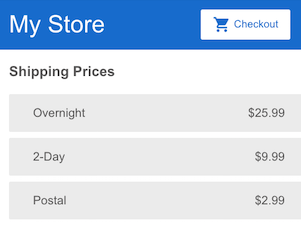 My Store
Checkout
Shipping Prices
Overnight $25.99
2-Day $9.99
Postal $2.99